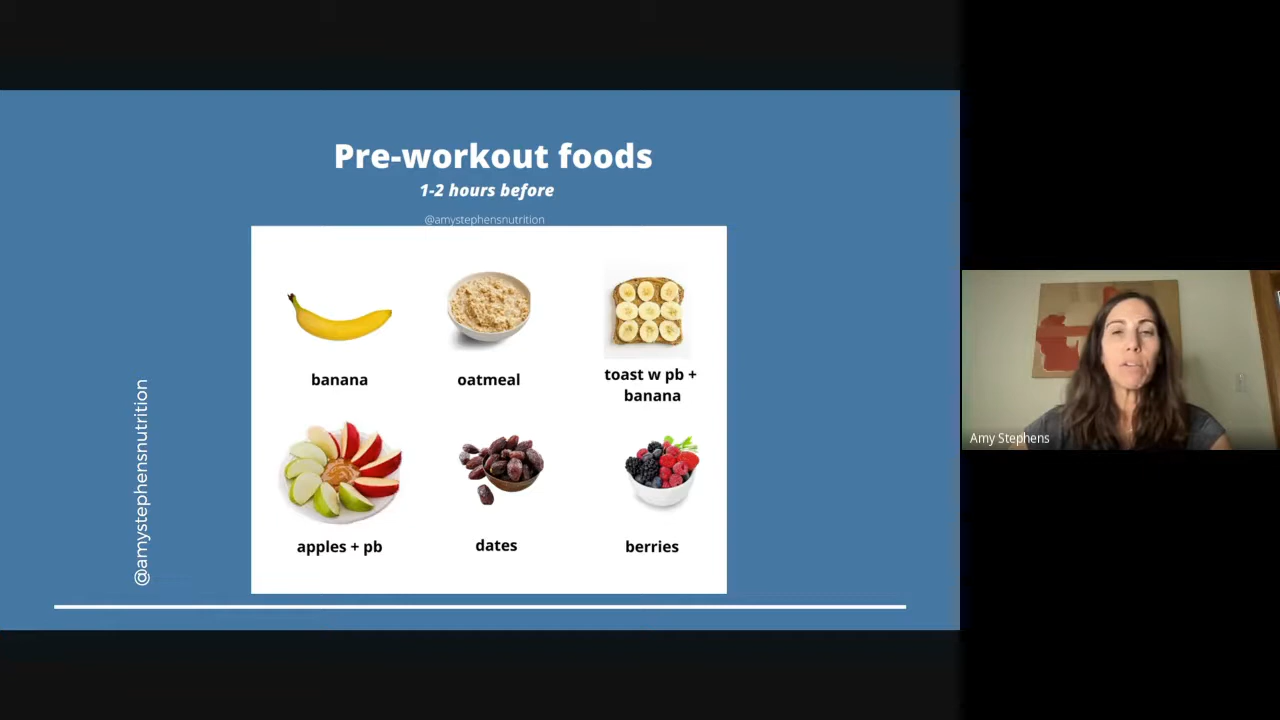 Pre-workout foods
1-2 hours before
@amystephensnutrition
banana
oatmeal
toast w pb +
banana
apples + pb
dates
berries
@amystephensnutrition
Amy Stephens